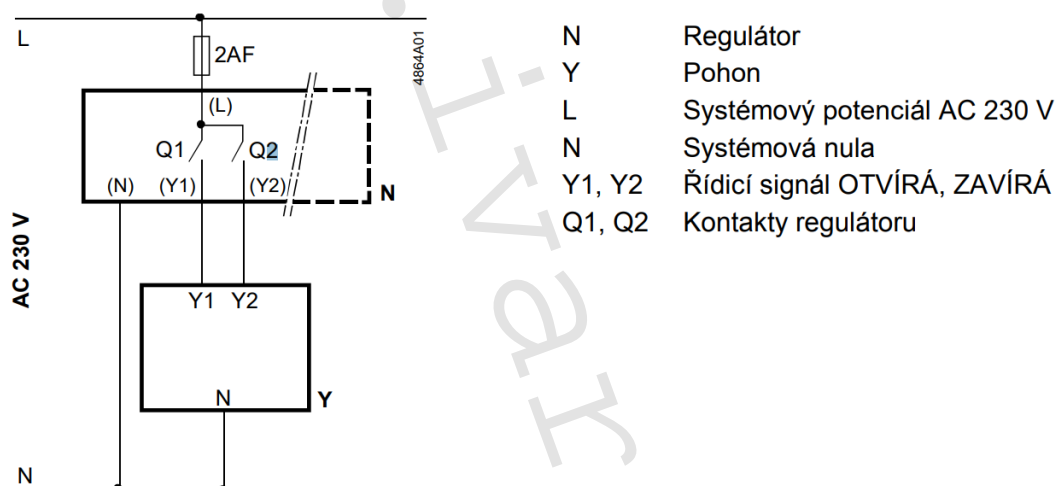 L
2AF
4864A01
(L)
Q1
Q2
(N) (Y1) (Y2)
N
AC 230 V
Y1 Y2
N
Y
N
N Regulátor
Y Pohon
L Systémový potenciál AC 230 V
N Systémová nula
Y1, Y2 Řídicí signál OTVÍRÁ, ZAVÍRÁ
Q1, Q2 Kontakty regulátoru
ivar